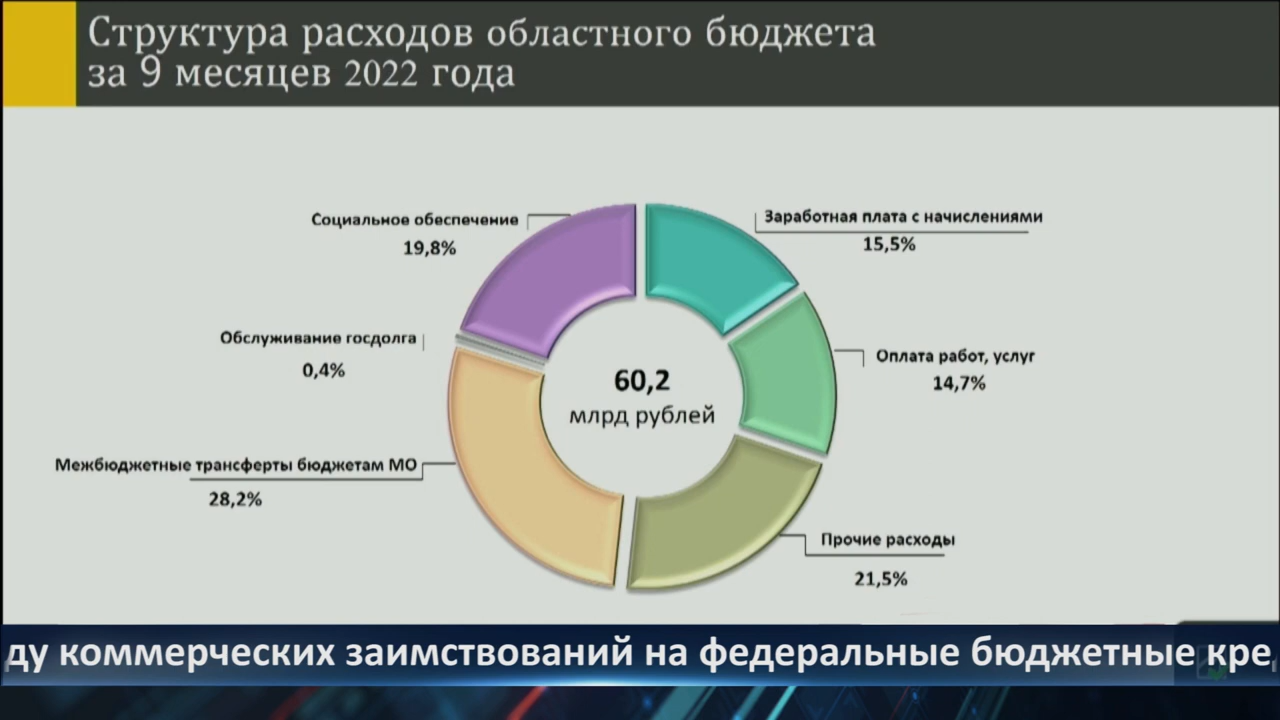 Структура расходов областного бюджета
за 9 месяцев 2022 года
Социальное обеспечение
19,8%
Заработная плата с начислениями
15,5%
Обслуживание госдолга
0,4%
Оплата работ, услуг
14,7%
60,2
млрд рублей
Межбюджетные трансферты бюджетам МО
28,2%
Прочие расходы
21,5%
ду коммерческих заимствований на федеральные бюджетные кре